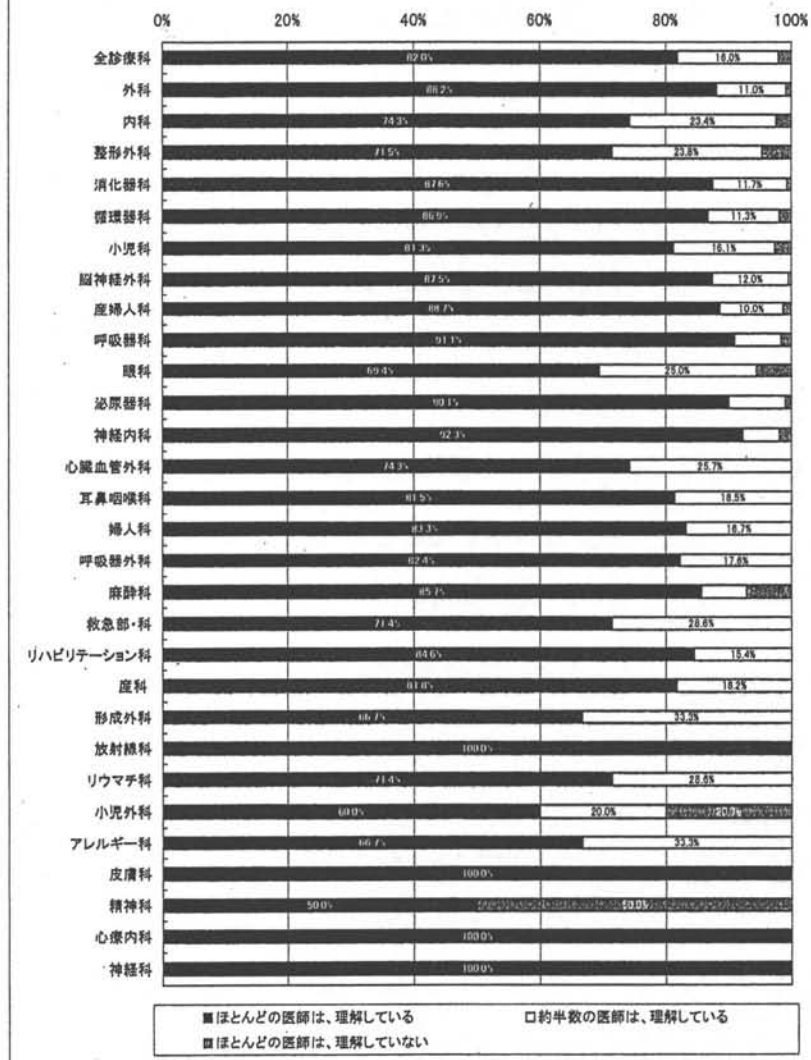 0% 20% 40% 60% 80% 100%
全診療科 82.0% 16.0%
外科 88.2% 11.0%
内科 74.3% 23.4%
整形外科 71.5% 23.8%
消化器科 87.6% 11.7%
循環器科 86.9% 11.3%
小児科 81.3% 16.1%
脳神経外科 87.5% 12.0%
産婦人科 88.7% 10.0%
呼吸器科 91.1%
眼科 69.4% 25.0%
泌尿器科 90.1%
神経内科 92.3%
心臓血管外科 74.3% 25.7%
耳鼻咽喉科 81.5% 18.5%
婦人科 83.3% 16.7%
呼吸器外科 82.4% 17.6%
麻酔科 85.7%
救急部・科 71.4% 28.6%
リハビリテーション科 84.6% 15.4%
産科 81.8% 18.2%
形成外科 66.7% 33.3%
放射線科 100.0%
リウマチ科 71.4% 28.6%
小児外科 60.0% 20.0% 20.0%
アレルギー科 66.7% 33.3%
皮膚科 100.0%
精神科 50.0% 50.0%
心療内科 100.0%
神経科 100.0%
■ほとんどの医師は、理解している □約半数の医師は、理解している
■ほとんどの医師は、理解していない